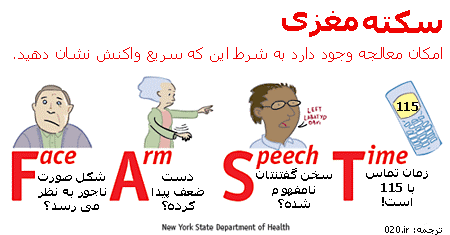 سکته مغزی
امکان معالجه وجود دارد به شرط این که سریع واکنش نشان دهید.
LEFT
115
Face
شکل صورت
ناجور به نظر
می رسد؟
Arm
دست
ضعف پیدا
کرده؟
Speech
سخن گفتنتان
نامفهوم
شده؟
Time
زمان تماس
با 115
است!
New York State Department of Health
ترجمه: 020.ir